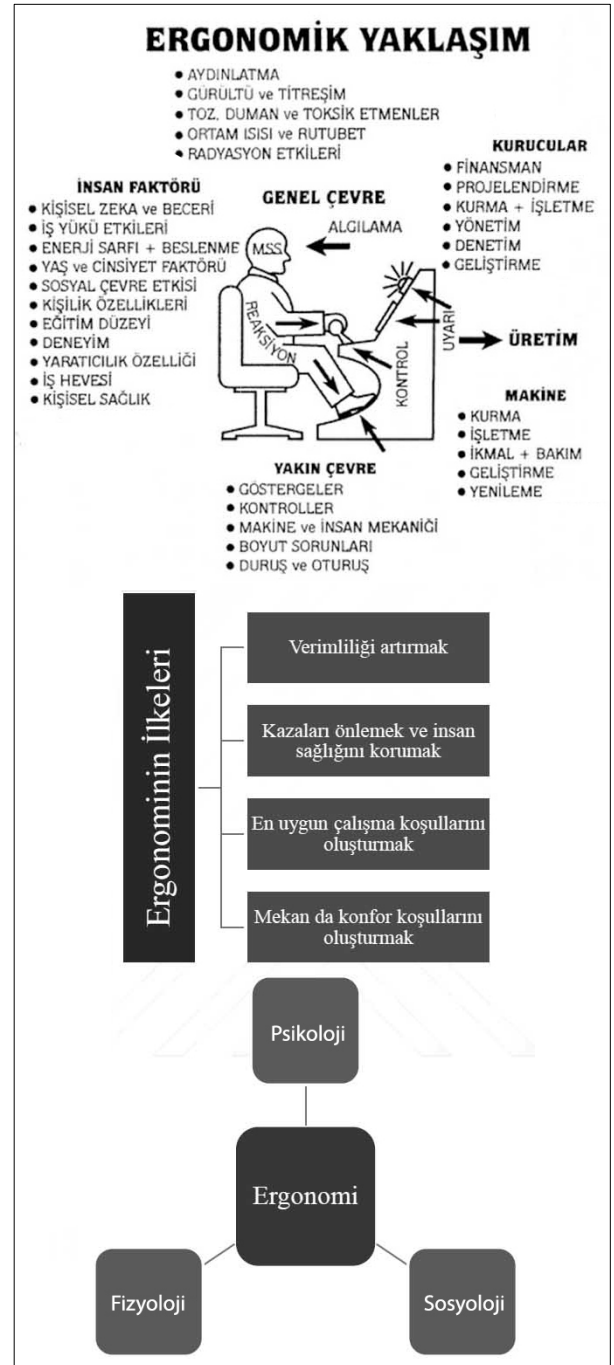 ERGONOMİK YAKLAŞIM
• AYDINLATMA
• GÜRÜLTÜ ve TİTREŞİM
• TOZ, DUMAN ve TOKSİK ETMENLER
• ORTAM ISISI ve RUTUBET
• RADYASYON ETKİLERİ
GENEL ÇEVRE
İNSAN FAKTÖRÜ
• KİŞİSEL ZEKA ve BECERİ
• İŞ YÜKÜ ETKİLERİ
• ENERJİ SARFI + BESLENME
• YAŞ ve CİNSİYET FAKTÖRÜ
• SOSYAL ÇEVRE ETKİSİ
• KİŞİLİK ÖZELLİKLERİ
• EĞİTİM DÜZEYİ
• DENEYİM
• YARATICILIK ÖZELLİĞİ
• İŞ HEVESİ
• KİŞİSEL SAĞLIK
M.S.S.
ALGILAMA
REAKSİYON
KONTROL
UYARI
ÜRETİM
KURUCULAR
• FİNANSMAN
• PROJELENDİRME
• KURMA + İŞLETME
• YÖNETİM
• DENETİM
• GELİŞTİRME
MAKİNE
• KURMA
• İŞLETME
• İKMAL + BAKIM
• GELİŞTİRME
• YENİLEME
YAKIN ÇEVRE
• GÖSTERGELER
• KONTROLLER
• MAKİNE ve İNSAN MEKANİĞİ
• BOYUT SORUNLARI
• DURUŞ ve OTURUŞ
Ergonominin İlkeleri
Verimliliği artırmak
Kazaları önlemek ve insan
sağlığını korumak
En uygun çalışma koşullarını
oluşturmak
Mekan da konfor koşullarını
oluşturmak
Psikoloji
Ergonomi
Fizyoloji
Sosyoloji